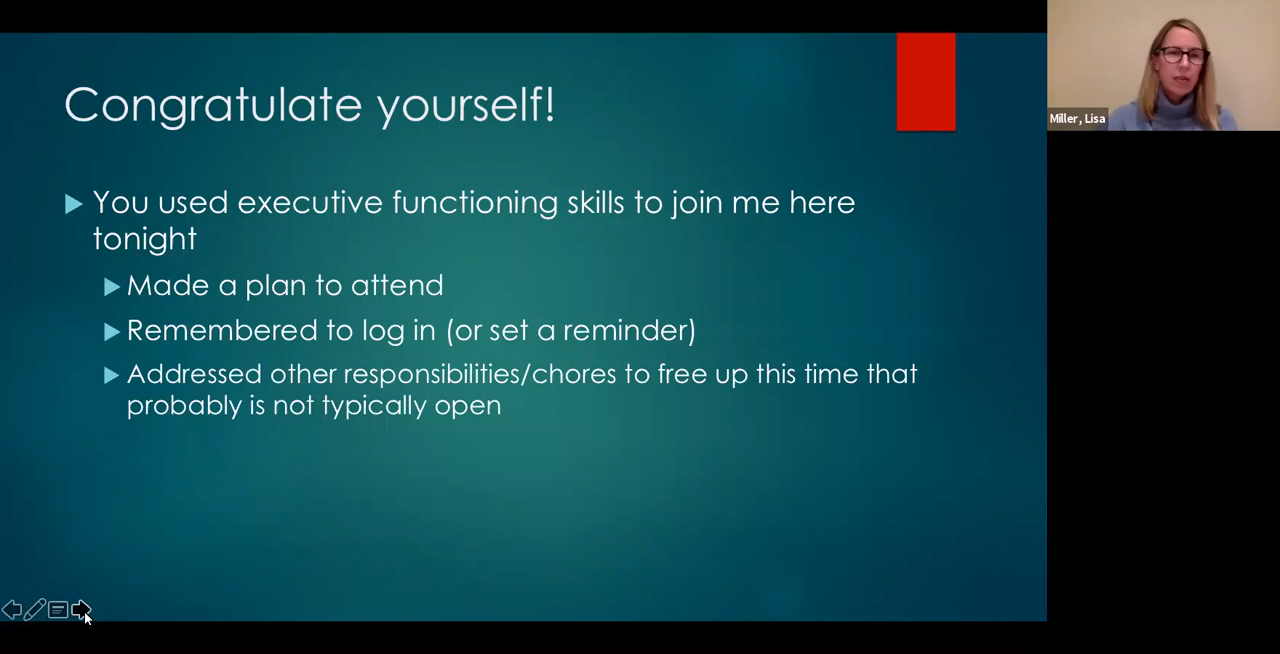 Congratulate yourself!
You used executive functioning skills to join me here
tonight
Made a plan to attend
Remembered to log in (or set a reminder)
Addressed other responsibilities/chores to free up this time that
probably is not typically open
Miller, Lisa